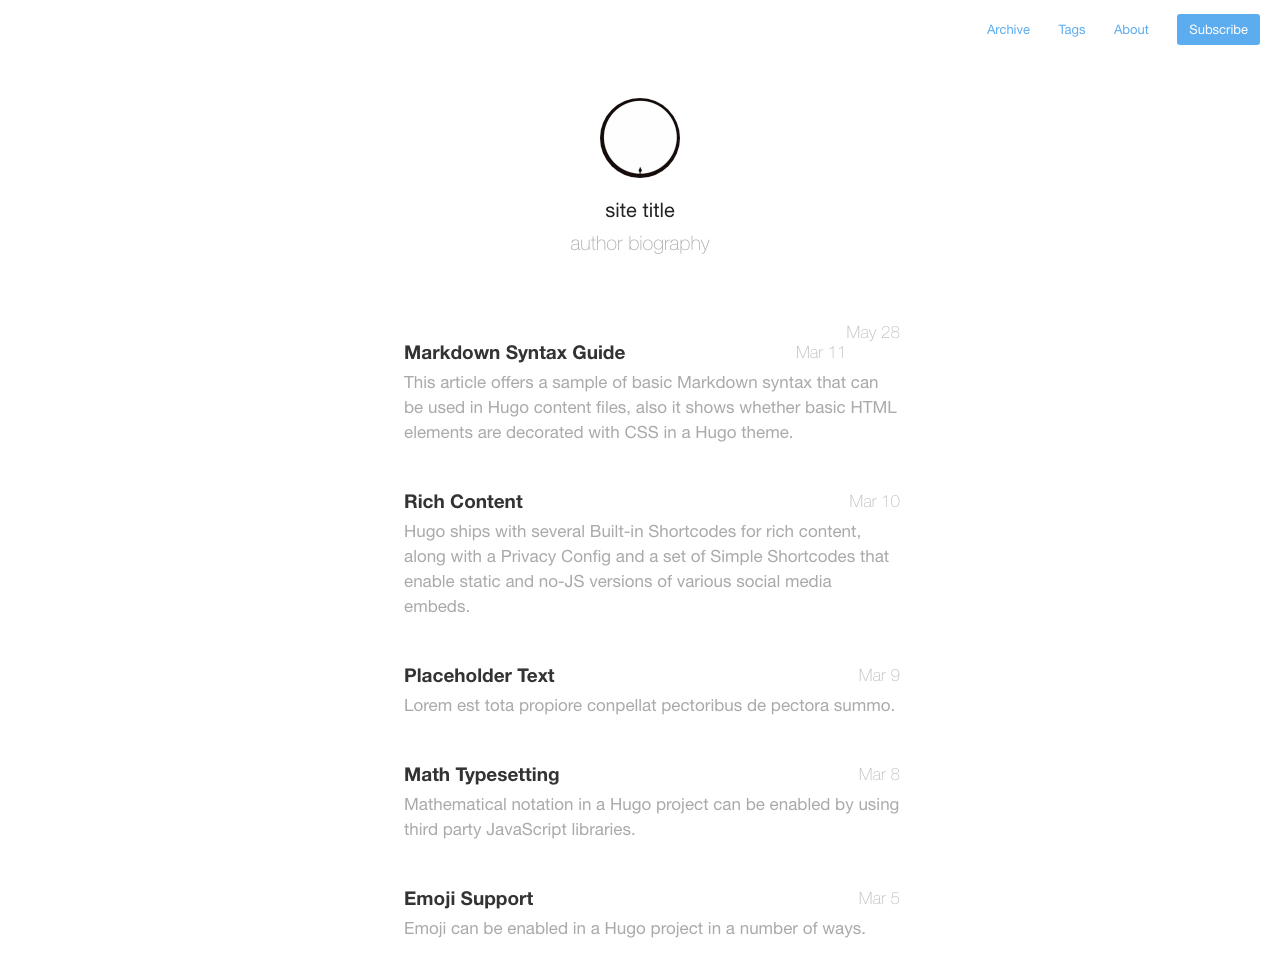 Archive Tags About Subscribe
site title
author biography
May 28
Markdown Syntax Guide Mar 11
This article offers a sample of basic Markdown syntax that can
be used in Hugo content files, also it shows whether basic HTML
elements are decorated with CSS in a Hugo theme.
Rich Content Mar 10
Hugo ships with several Built-in Shortcodes for rich content,
along with a Privacy Config and a set of Simple Shortcodes that
enable static and no-JS versions of various social media
embeds.
Placeholder Text Mar 9
Lorem est tota propiore conpellat pectoribus de pectora summo.
Math Typesetting Mar 8
Mathematical notation in a Hugo project can be enabled by using
third party JavaScript libraries.
Emoji Support Mar 5
Emoji can be enabled in a Hugo project in a number of ways.